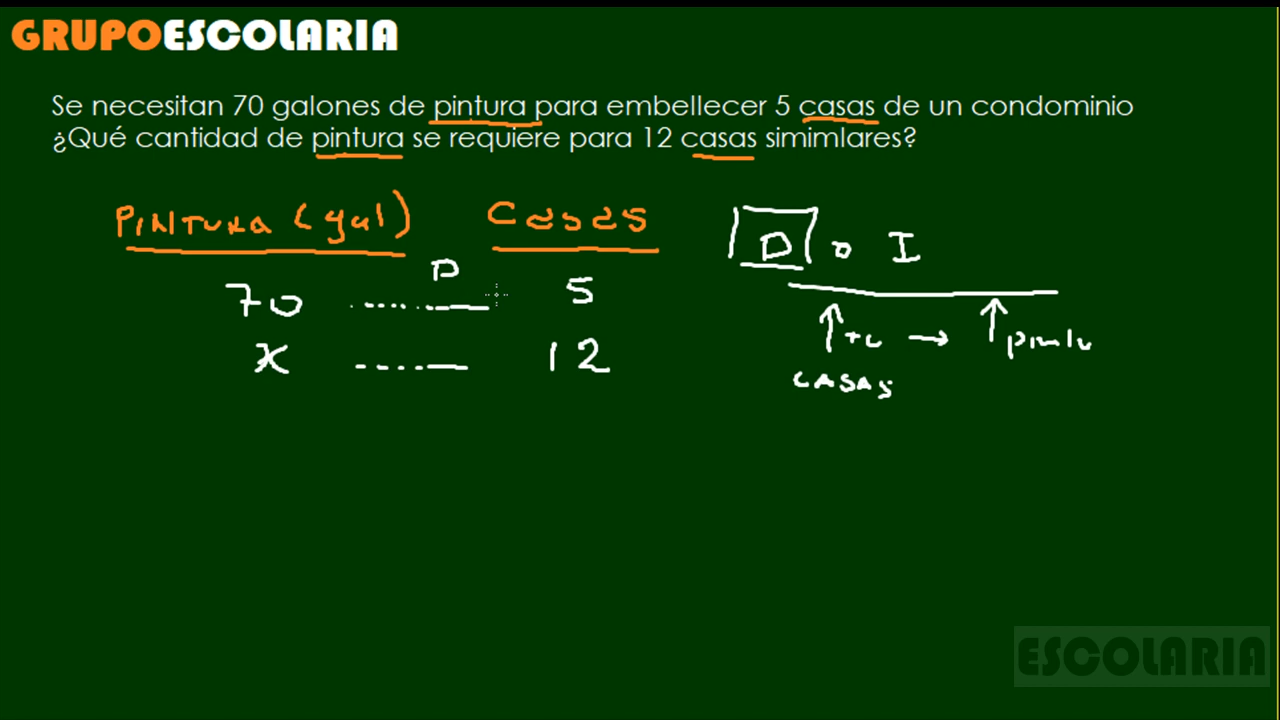 GRUPOESCOLARIA
Se necesitan 70 galones de pintura para embellecer 5 casas de un condominio
¿Qué cantidad de pintura se requiere para 12 casas simimlares?
PINTURA (gal) Casas
D o I
D
70 ........ 5
x ........ 12
↑ → ↑
CASAS
ESCOLARIA